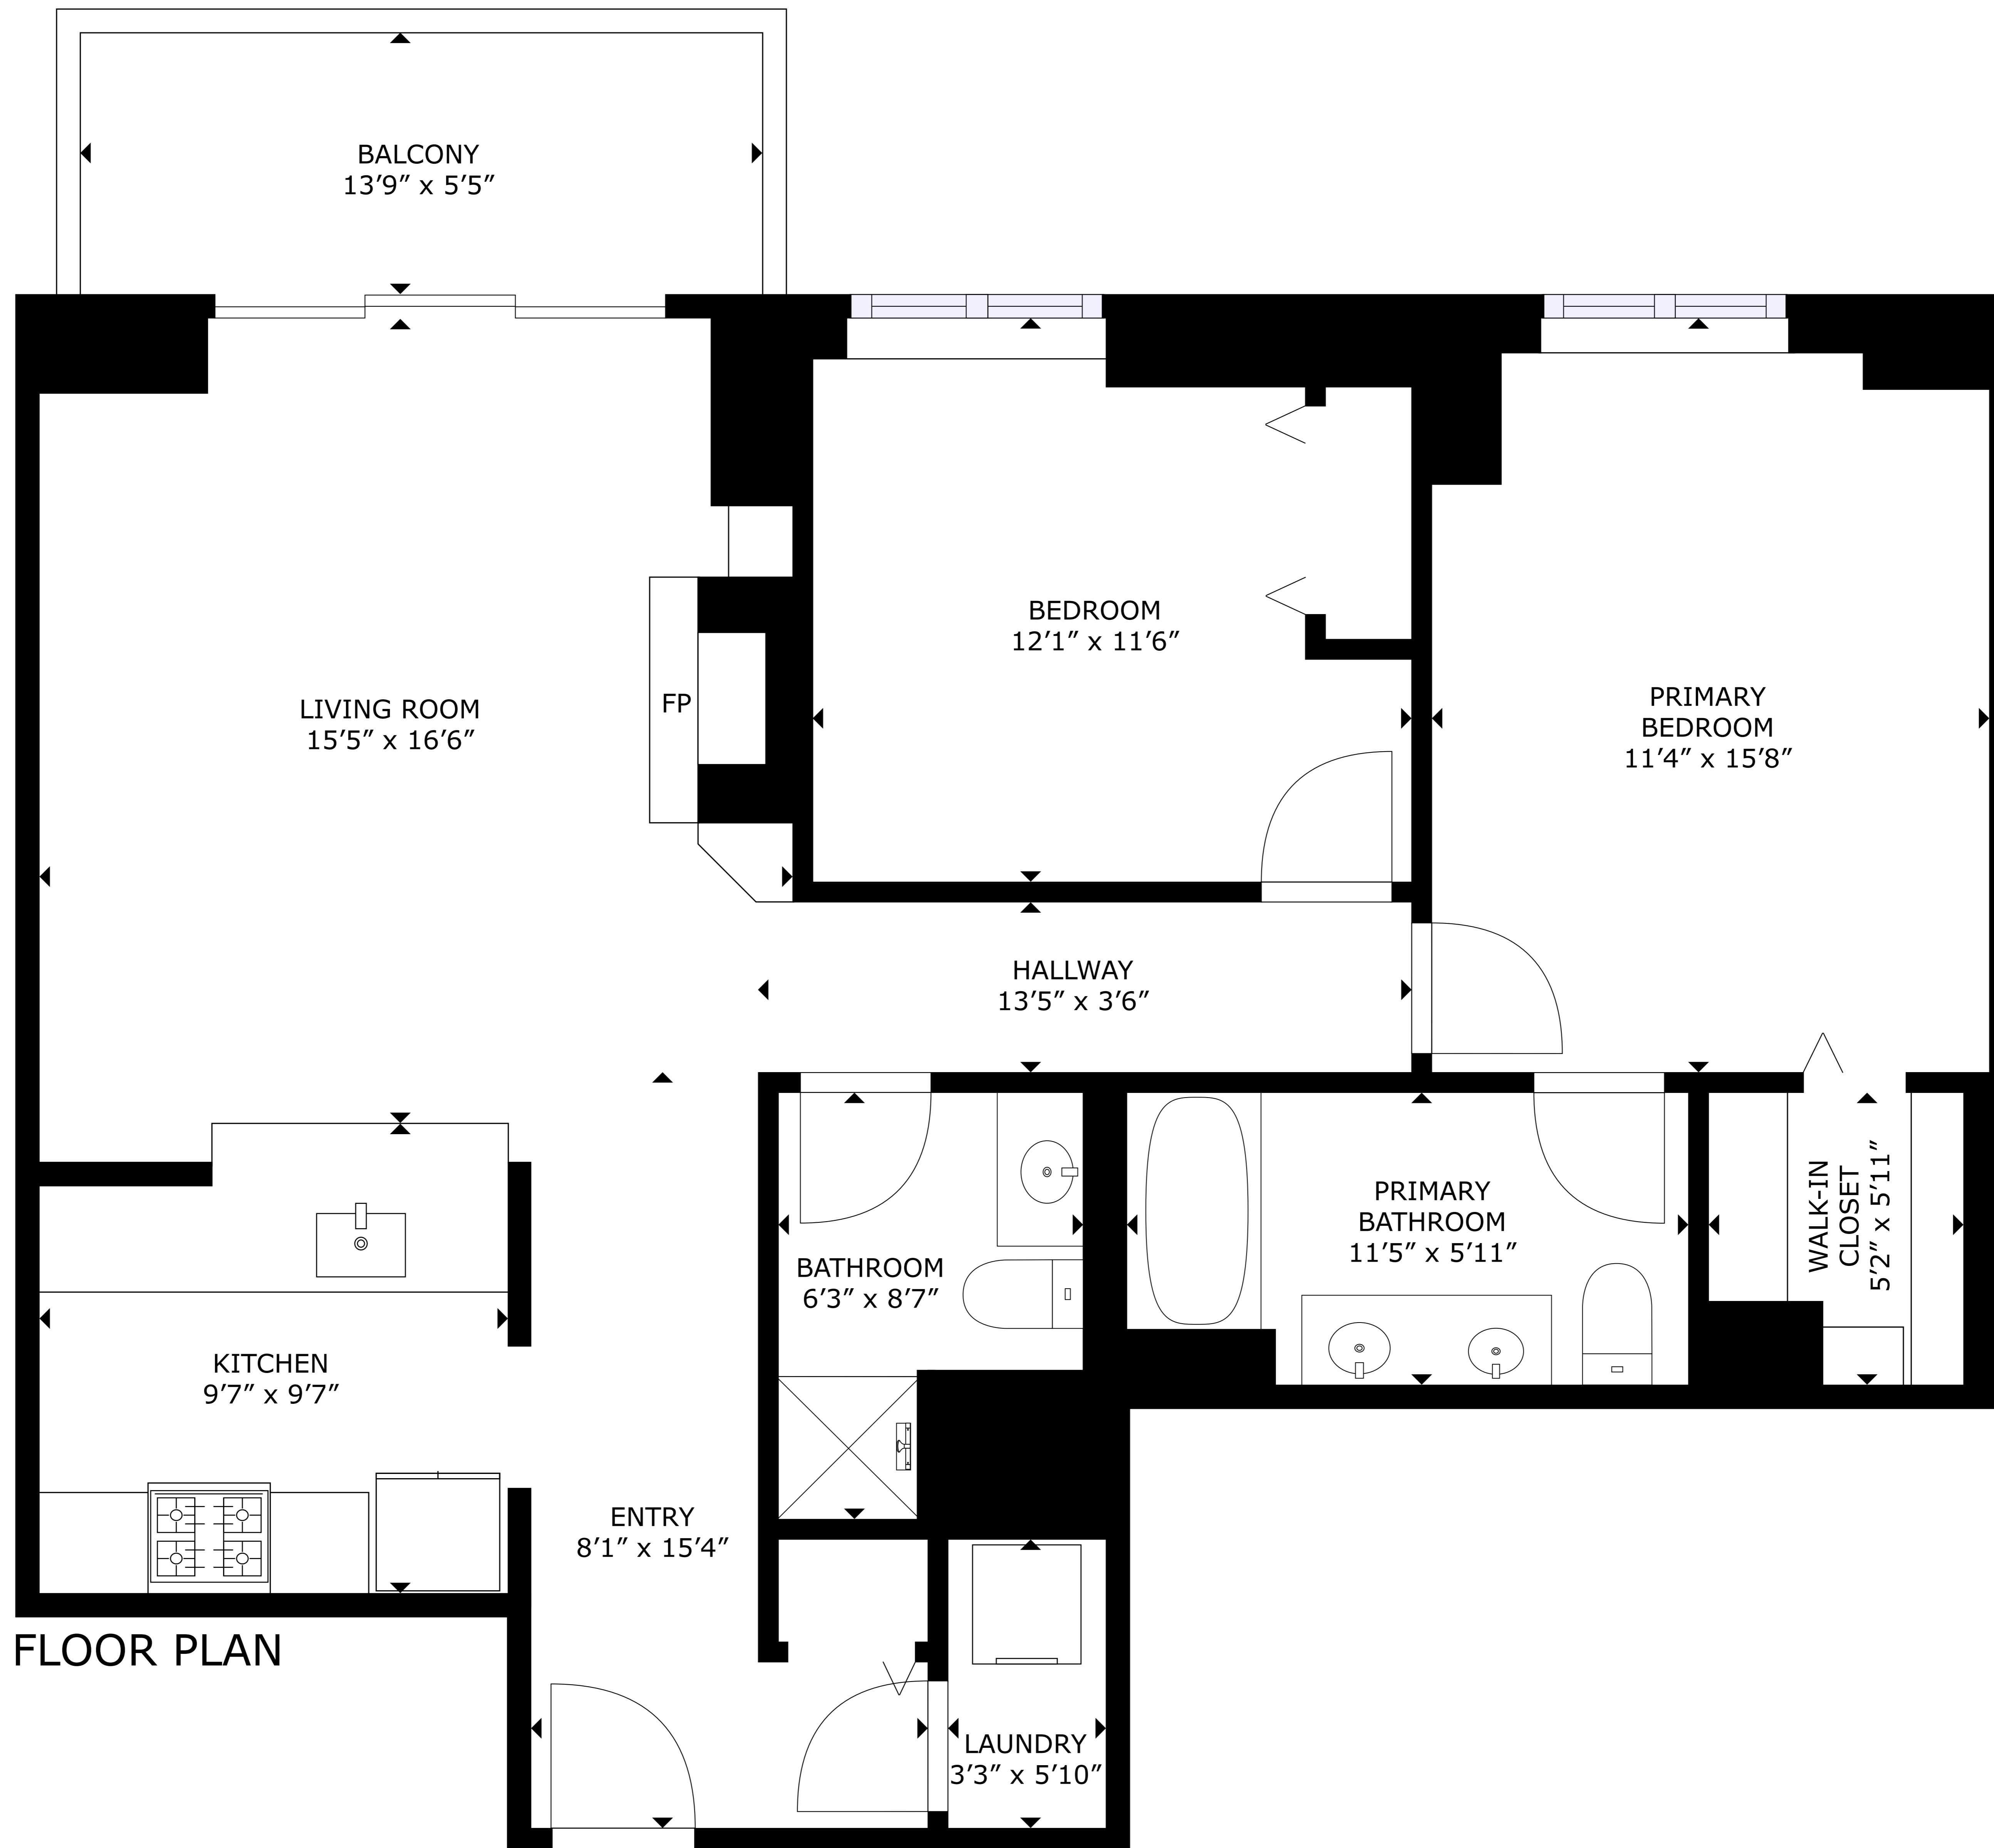 BALCONY
13’9” x 5’5”
BEDROOM
12’1” x 11’6”
LIVING ROOM
15’5” x 16’6”
FP
PRIMARY
BEDROOM
11’4” x 15’8”
HALLWAY
13’5” x 3’6”
PRIMARY
BATHROOM
11’5” x 5’11”
WALK-IN
CLOSET
5’2” x 5’11”
BATHROOM
6’3” x 8’7”
KITCHEN
9’7” x 9’7”
ENTRY
8’1” x 15’4”
FLOOR PLAN
LAUNDRY
3’3” x 5’10”